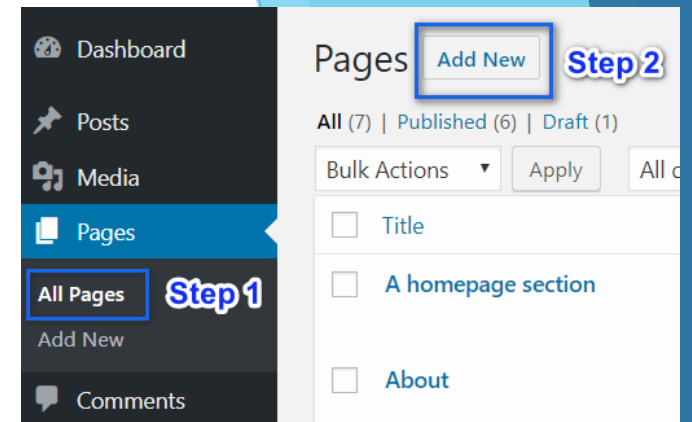 Dashboard
Posts
Media
Pages
All Pages Step 1
Add New
Comments
Pages Add New Step 2
All (7) | Published (6) | Draft (1)
Bulk Actions Apply All
Title
A homepage section
About